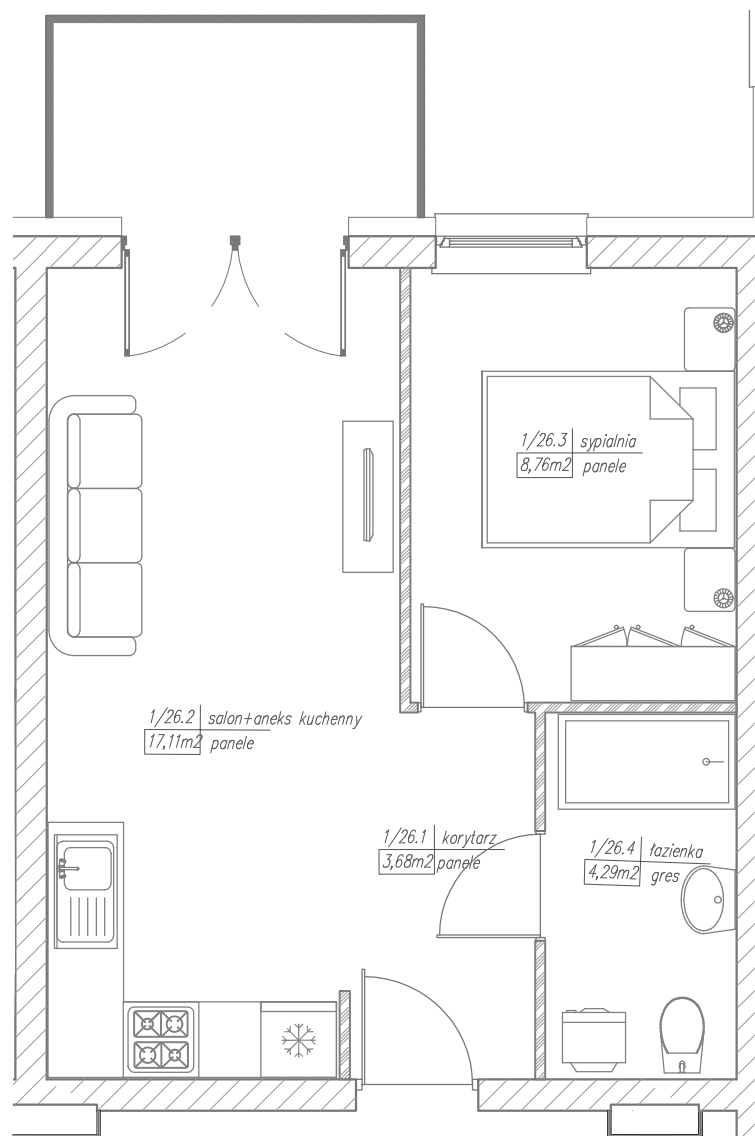 1/26.3 sypialnia
8,76m2 panele
1/26.2 salon+aneks kuchenny
17,11m2 panele
1/26.1 korytarz
3,68m2 panele
1/26.4 łazienka
4,29m2 gres